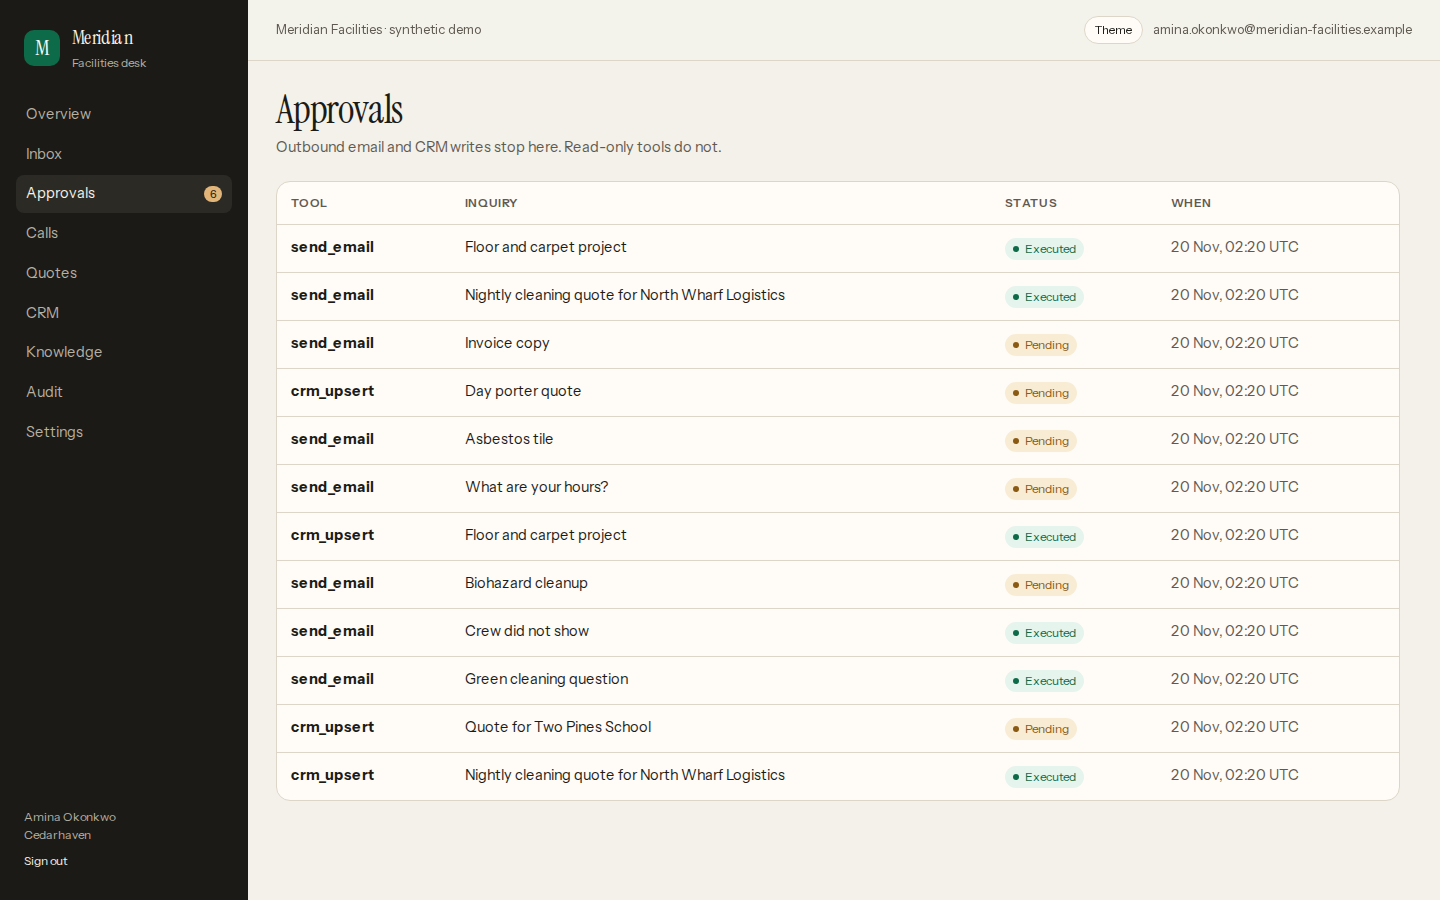 M
Meridian
Facilities desk
Overview
Inbox
Approvals 6
Calls
Quotes
CRM
Knowledge
Audit
Settings
Amina Okonkwo
Cedarhaven
Sign out
Meridian Facilities · synthetic demo
Theme amina.okonkwo@meridian-facilities.example
Approvals
Outbound email and CRM writes stop here. Read-only tools do not.
TOOL INQUIRY STATUS WHEN
send_email Floor and carpet project Executed 20 Nov, 02:20 UTC
send_email Nightly cleaning quote for North Wharf Logistics Executed 20 Nov, 02:20 UTC
send_email Invoice copy Pending 20 Nov, 02:20 UTC
crm_upsert Day porter quote Pending 20 Nov, 02:20 UTC
send_email Asbestos tile Pending 20 Nov, 02:20 UTC
send_email What are your hours? Pending 20 Nov, 02:20 UTC
crm_upsert Floor and carpet project Executed 20 Nov, 02:20 UTC
send_email Biohazard cleanup Pending 20 Nov, 02:20 UTC
send_email Crew did not show Executed 20 Nov, 02:20 UTC
send_email Green cleaning question Executed 20 Nov, 02:20 UTC
crm_upsert Quote for Two Pines School Pending 20 Nov, 02:20 UTC
crm_upsert Nightly cleaning quote for North Wharf Logistics Executed 20 Nov, 02:20 UTC